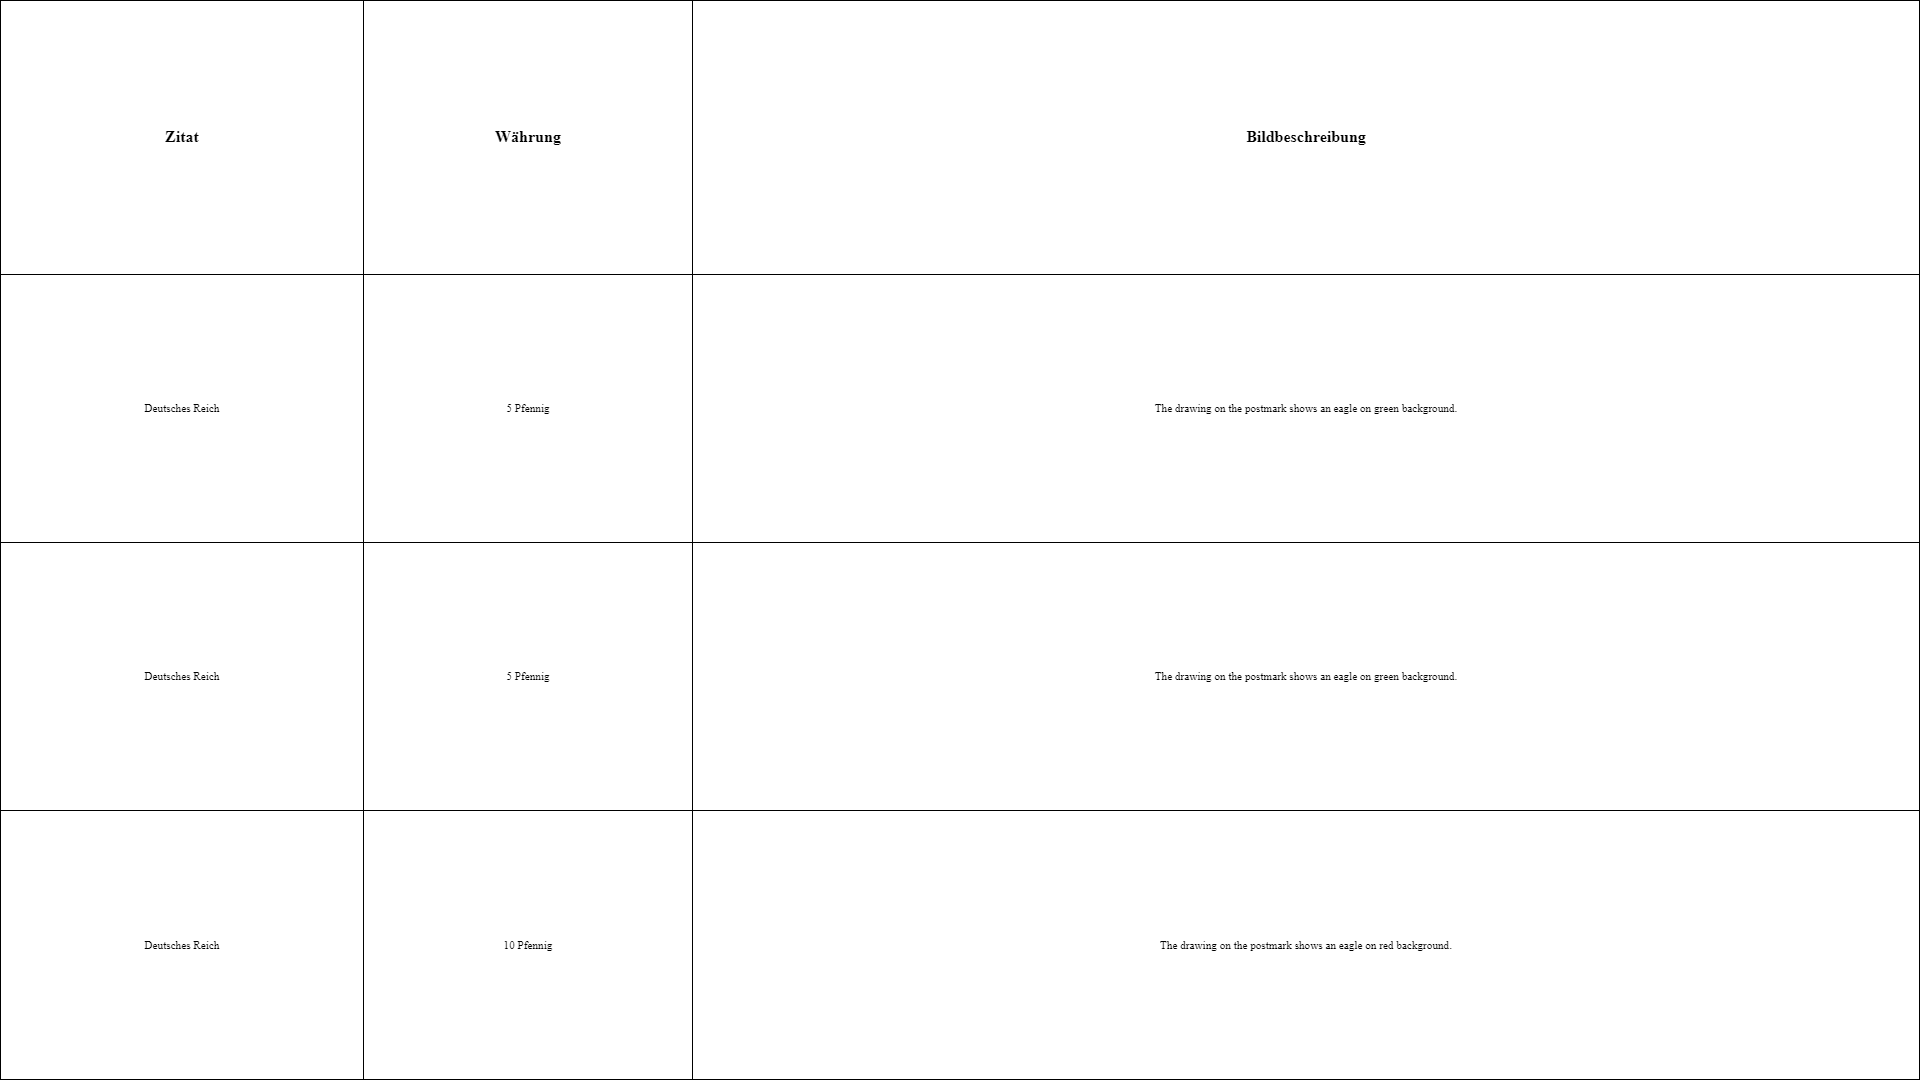 Zitat Währung Bildbeschreibung
Deutsches Reich 5 Pfennig The drawing on the postmark shows an eagle on green background.
Deutsches Reich 5 Pfennig The drawing on the postmark shows an eagle on green background.
Deutsches Reich 10 Pfennig The drawing on the postmark shows an eagle on red background.